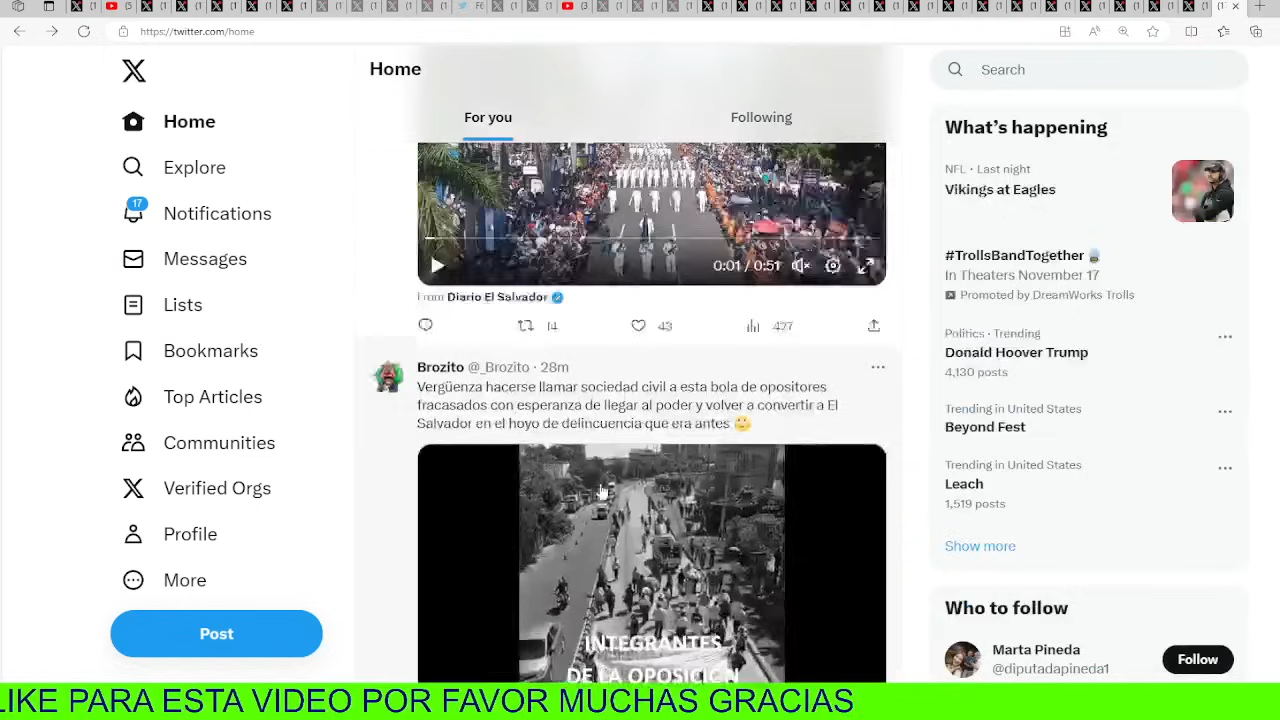 https://twitter.com/home
Home
Explore
17
Notifications
Messages
Lists
Bookmarks
Top Articles
Communities
Verified Orgs
Profile
More
Post
Home
For you
Following
0:01 / 0:51
From Diario El Salvador
14
43
427
Brozito @_Brozito · 28m
Vergüenza hacerse llamar sociedad civil a esta bola de opositores
fracasados con esperanza de llegar al poder y volver a convertir a El
Salvador en el hoyo de delincuencia que era antes
INTEGRANTES
DE LA OPOSICIÓN
Search
What's happening
NFL · Last night
Vikings at Eagles
#TrollsBandTogether
In Theaters November 17
Promoted by DreamWorks Trolls
Politics · Trending
Donald Hoover Trump
4,130 posts
Trending in United States
Beyond Fest
Trending in United States
Leach
1,519 posts
Show more
Who to follow
Marta Pineda
@diputadapineda1
Follow
LIKE PARA ESTA VIDEO POR FAVOR MUCHAS GRACIAS